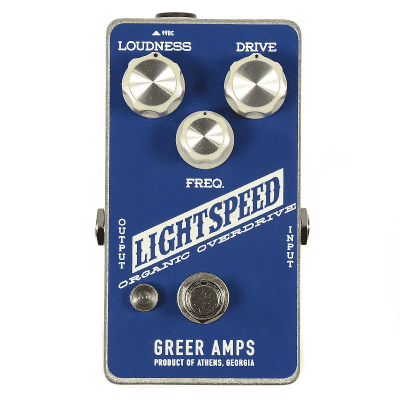 9VDC
LOUDNESS DRIVE
FREQ.
LIGHTSPEED
ORGANIC OVERDRIVE
OUTPUT
INPUT
GREER AMPS
PRODUCT OF ATHENS, GEORGIA